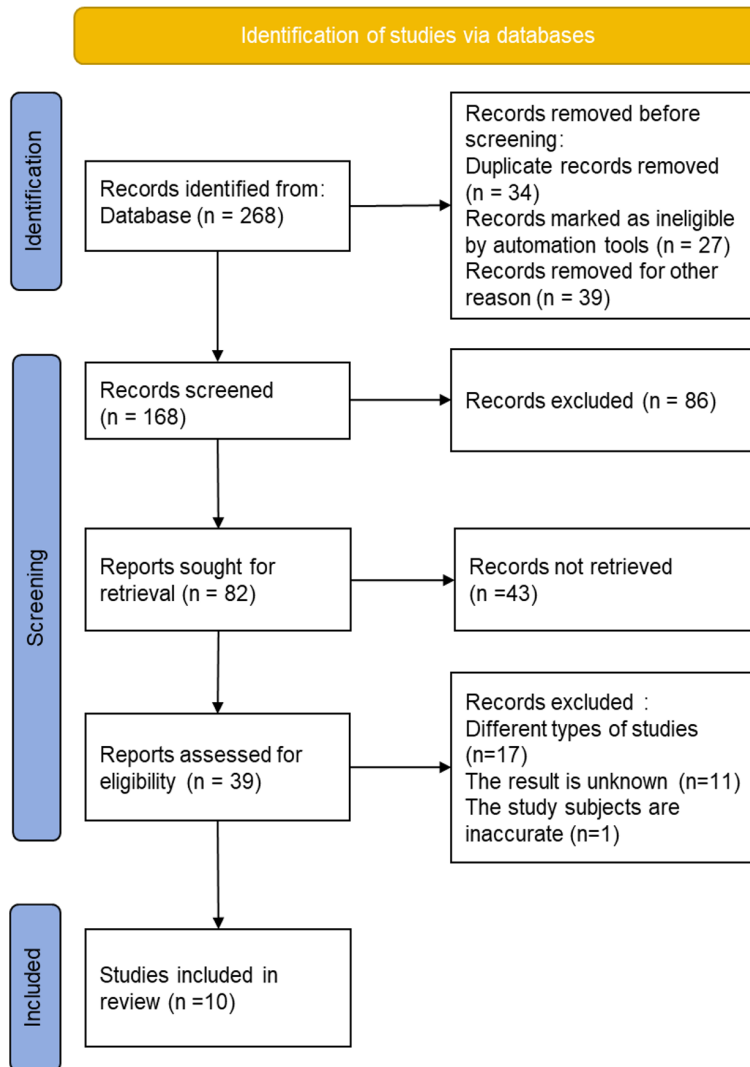 Identification of studies via databases
Identification
Records identified from:
Database (n = 268)
Records removed before
screening:
Duplicate records removed
(n = 34)
Records marked as ineligible
by automation tools (n = 27)
Records removed for other
reason (n = 39)
Screening
Records screened
(n = 168)
Records excluded (n = 86)
Reports sought for
retrieval (n = 82)
Records not retrieved
(n =43)
Reports assessed for
eligibility (n = 39)
Records excluded :
Different types of studies
(n=17)
The result is unknown (n=11)
The study subjects are
inaccurate (n=1)
Included
Studies included in
review (n =10)